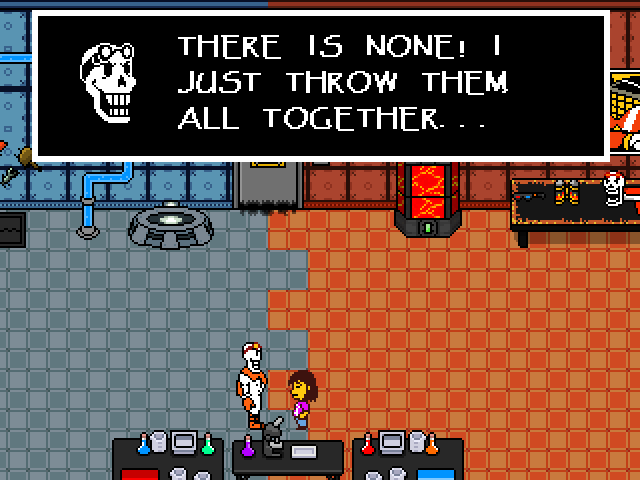 THERE IS NONE! I
JUST THROW THEM
ALL TOGETHER...